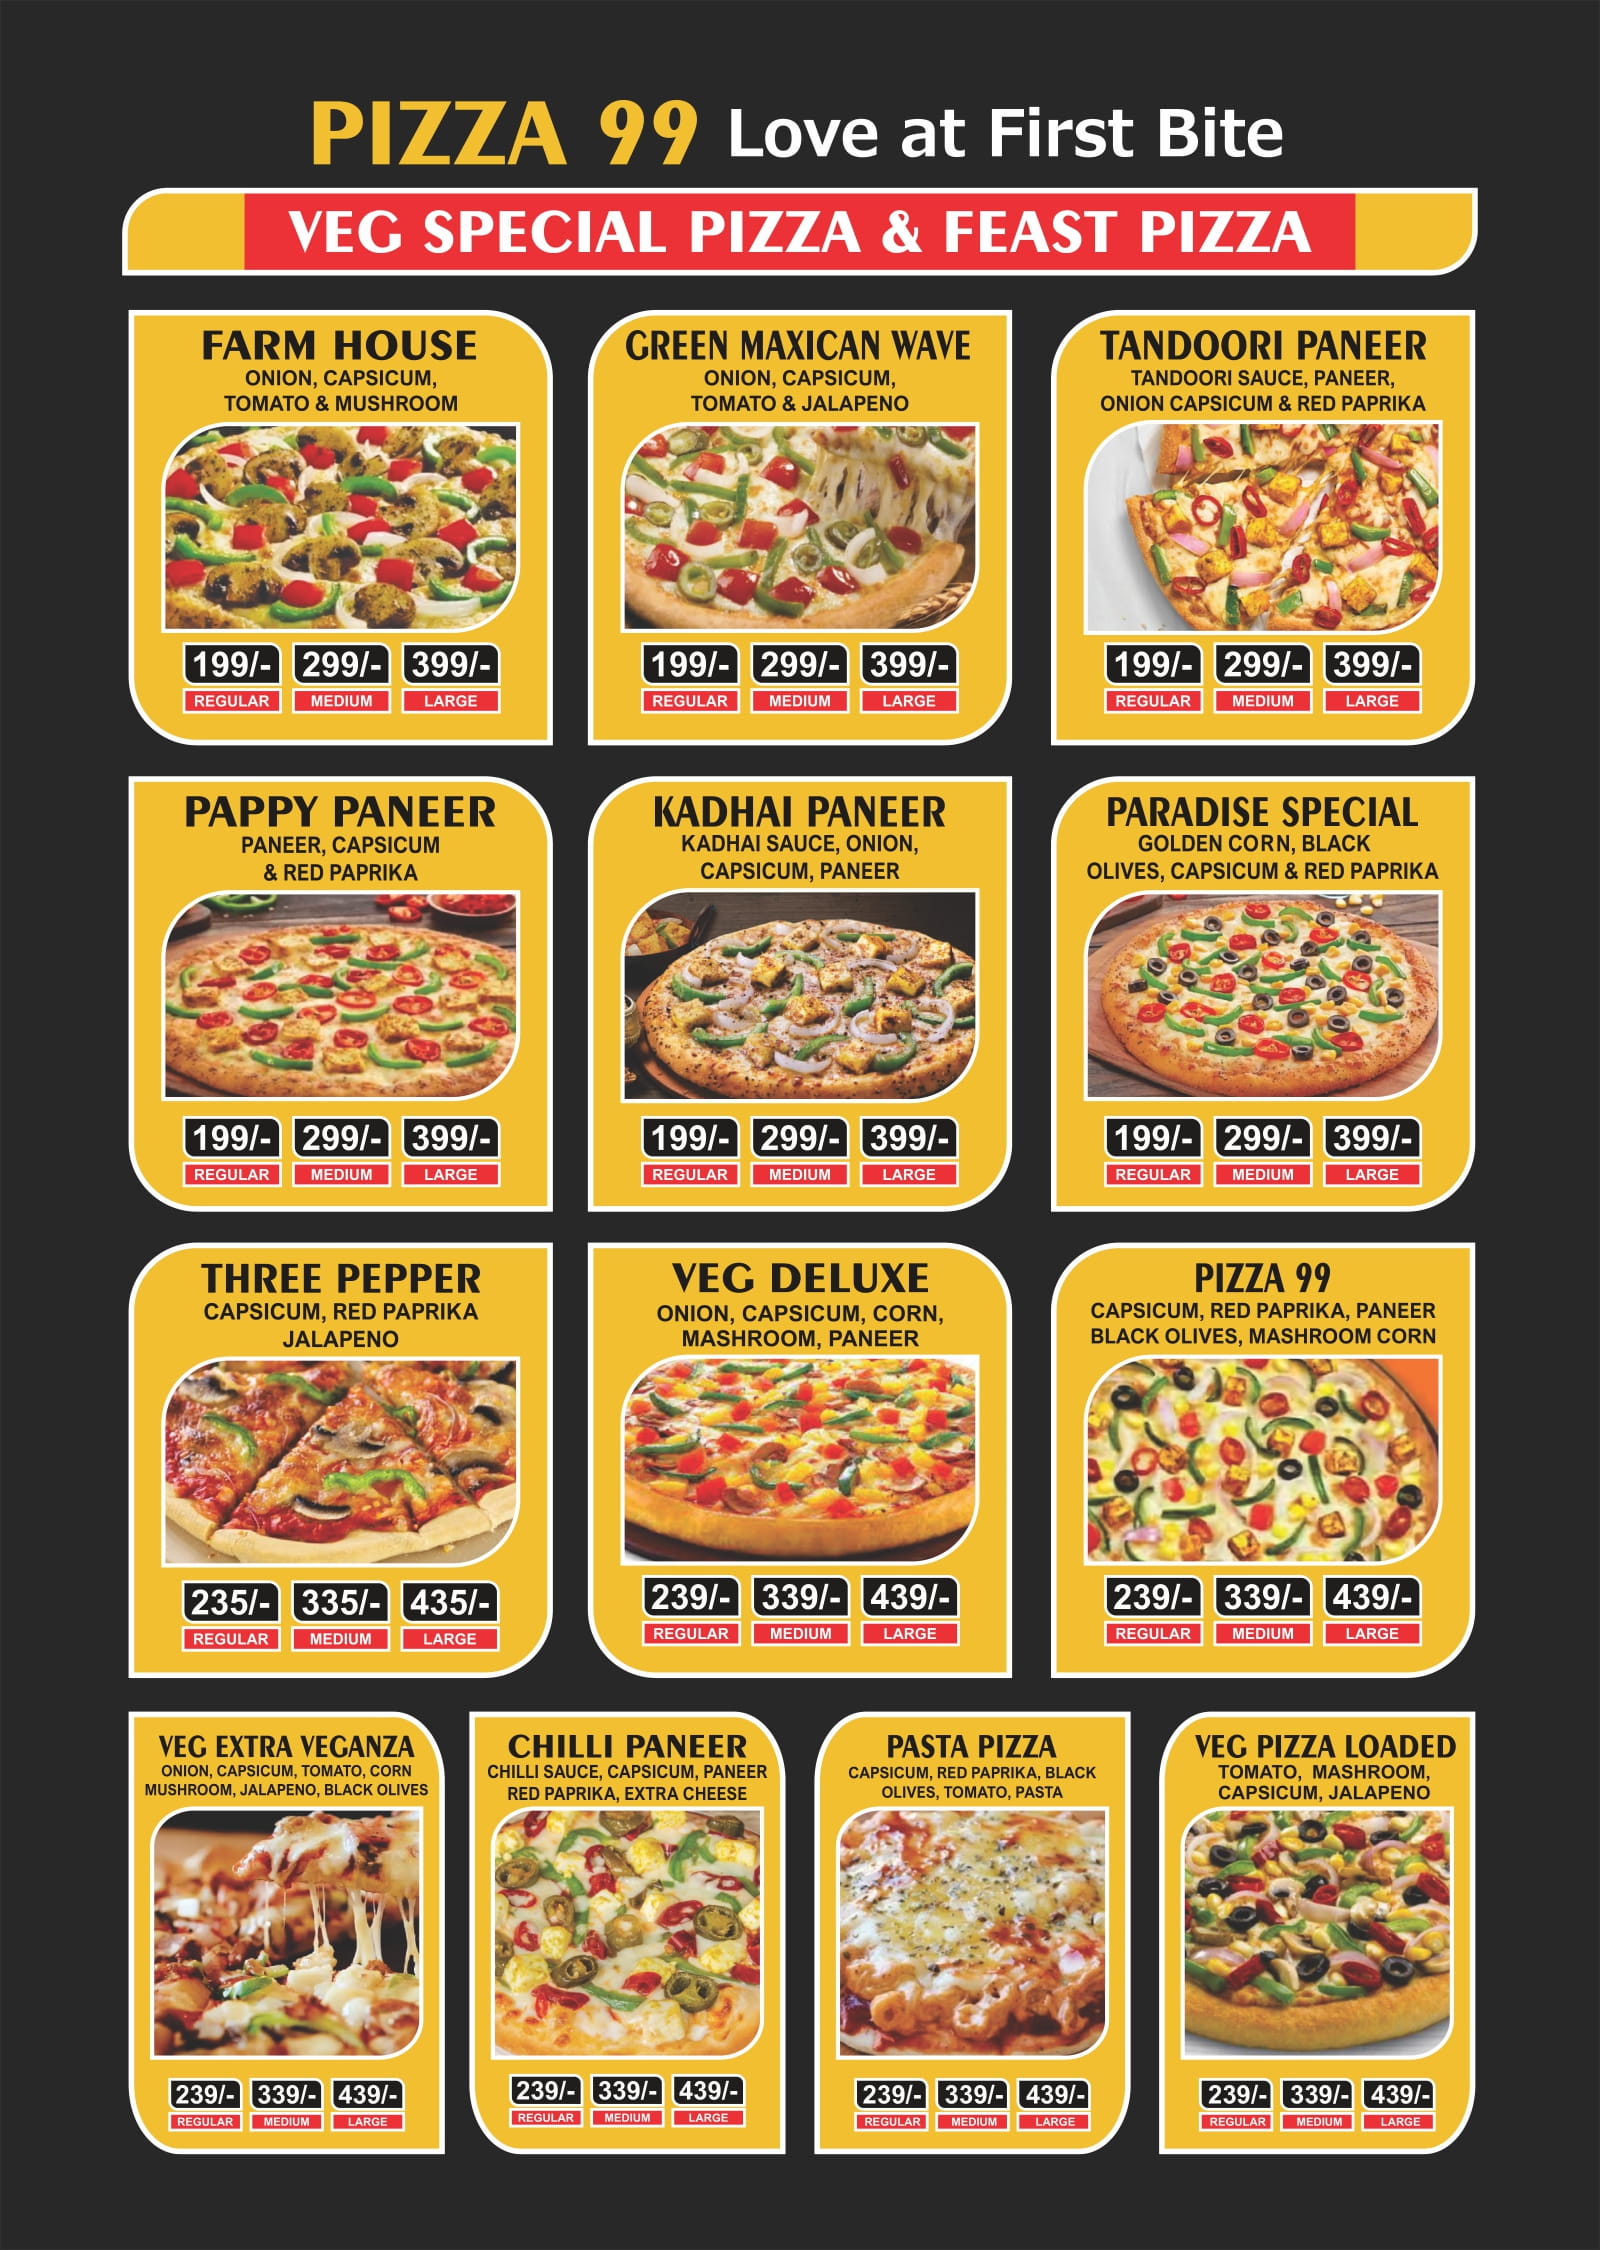 PIZZA 99 Love at First Bite
VEG SPECIAL PIZZA & FEAST PIZZA
FARM HOUSE
ONION, CAPSICUM,
TOMATO & MUSHROOM
199/- 299/- 399/-
REGULAR MEDIUM LARGE
GREEN MAXICAN WAVE
ONION, CAPSICUM,
TOMATO & JALAPENO
199/- 299/- 399/-
REGULAR MEDIUM LARGE
TANDOORI PANEER
TANDOORI SAUCE, PANEER,
ONION CAPSICUM & RED PAPRIKA
199/- 299/- 399/-
REGULAR MEDIUM LARGE
PAPPY PANEER
PANEER, CAPSICUM
& RED PAPRIKA
199/- 299/- 399/-
REGULAR MEDIUM LARGE
KADHAI PANEER
KADHAI SAUCE, ONION,
CAPSICUM, PANEER
199/- 299/- 399/-
REGULAR MEDIUM LARGE
PARADISE SPECIAL
GOLDEN CORN, BLACK
OLIVES, CAPSICUM & RED PAPRIKA
199/- 299/- 399/-
REGULAR MEDIUM LARGE
THREE PEPPER
CAPSICUM, RED PAPRIKA
JALAPENO
235/- 335/- 435/-
REGULAR MEDIUM LARGE
VEG DELUXE
ONION, CAPSICUM, CORN,
MASHROOM, PANEER
239/- 339/- 439/-
REGULAR MEDIUM LARGE
PIZZA 99
CAPSICUM, RED PAPRIKA, PANEER
BLACK OLIVES, MASHROOM CORN
239/- 339/- 439/-
REGULAR MEDIUM LARGE
VEG EXTRA VEGANZA
ONION, CAPSICUM, TOMATO, CORN
MUSHROOM, JALAPENO, BLACK OLIVES
239/- 339/- 439/-
REGULAR MEDIUM LARGE
CHILLI PANEER
CHILLI SAUCE, CAPSICUM, PANEER
RED PAPRIKA, EXTRA CHEESE
239/- 339/- 439/-
REGULAR MEDIUM LARGE
PASTA PIZZA
CAPSICUM, RED PAPRIKA, BLACK
OLIVES, TOMATO, PASTA
239/- 339/- 439/-
REGULAR MEDIUM LARGE
VEG PIZZA LOADED
TOMATO, MASHROOM,
CAPSICUM, JALAPENO
239/- 339/- 439/-
REGULAR MEDIUM LARGE